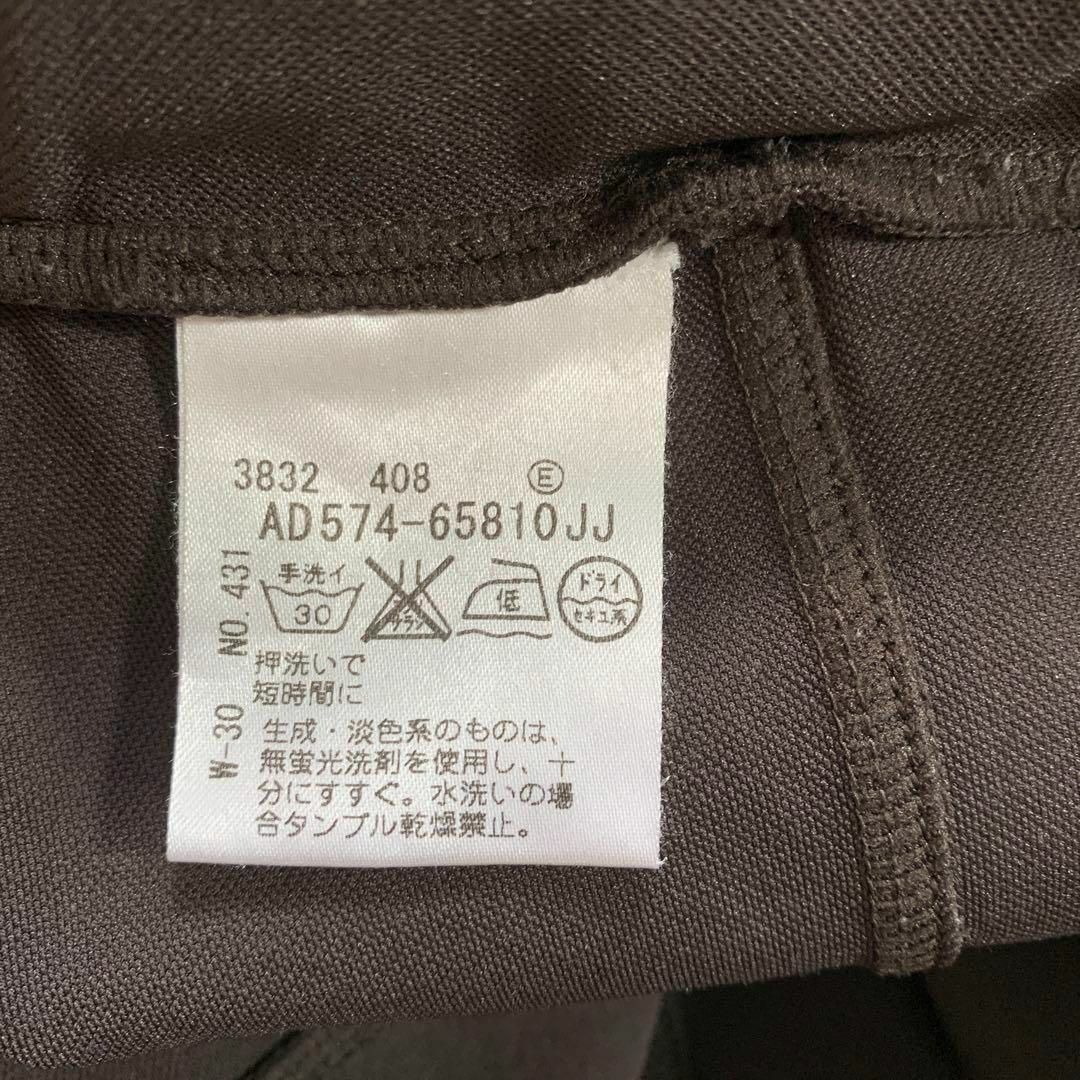 3832 408 Ⓔ
AD574-65810JJ
手洗イ
30
サラシ
低
ドライ
セキユ系
押洗いで
短時間に
生成・淡色系のものは、
無蛍光洗剤を使用し、十
分にすすぐ。水洗いの場
合タンブル乾燥禁止。
W-30 NO.431